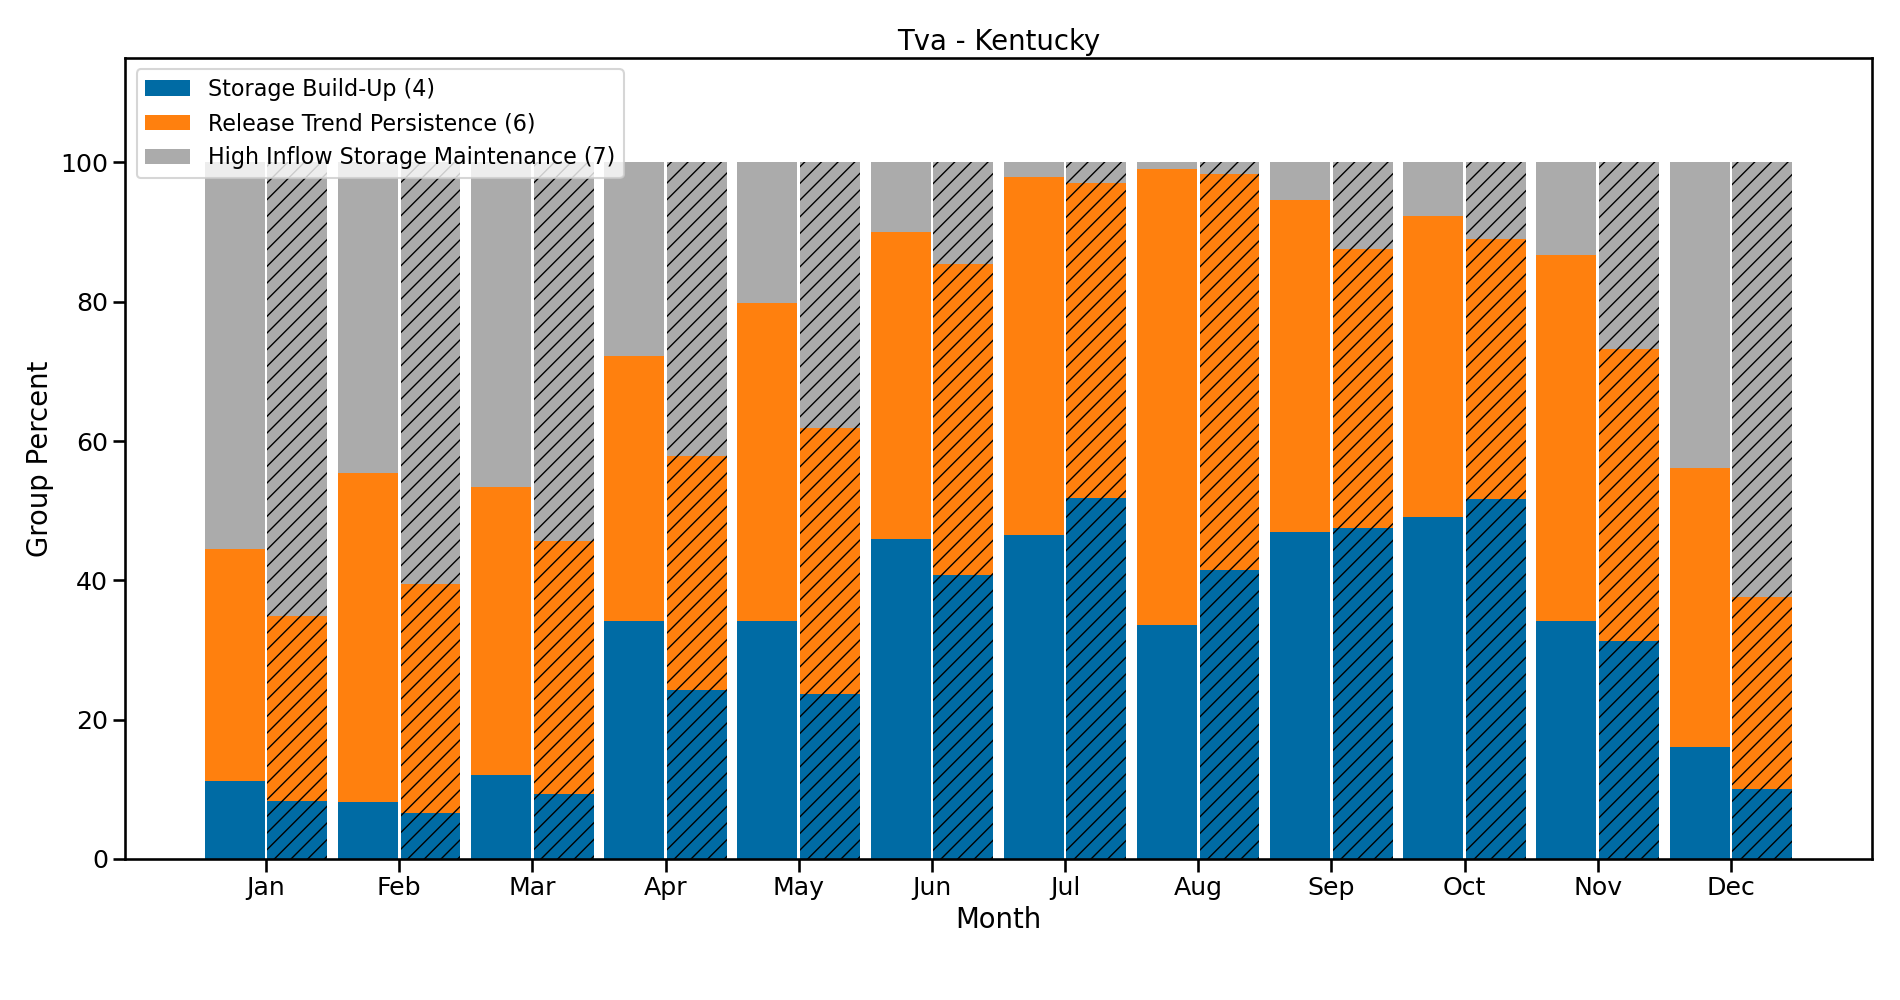 Tva - Kentucky
Storage Build-Up (4)
Release Trend Persistence (6)
High Inflow Storage Maintenance (7)
100
80
60
40
20
0
Group Percent
Jan Feb Mar Apr May Jun Jul Aug Sep Oct Nov Dec
Month